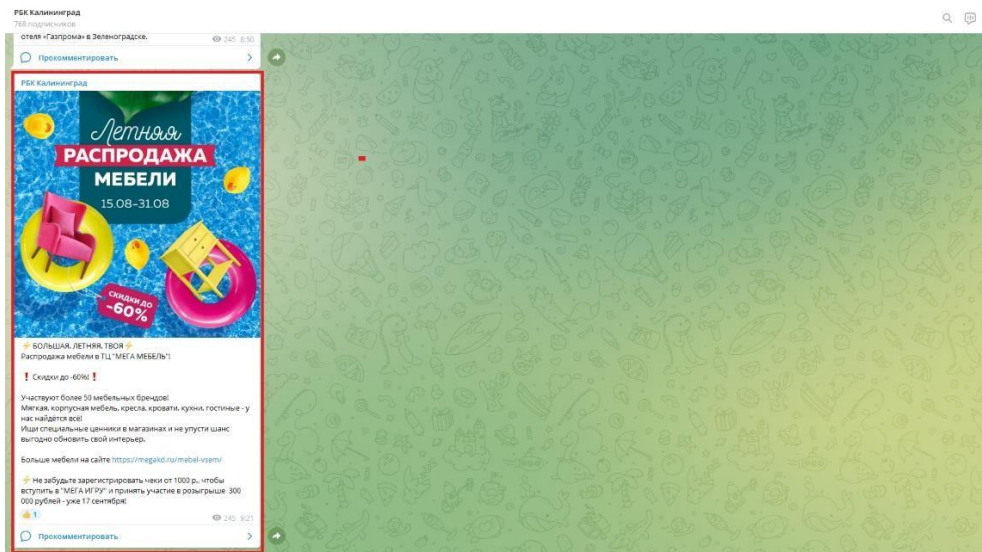 РБК Калининград
768 подписчиков
отеля «Газпрома» в Зеленоградске.
245 8:50
Прокомментировать
РБК Калининград
Летняя
РАСПРОДАЖА
МЕБЕЛИ
15.08-31.08
СКИДКИ ДО
-60%
⚡ БОЛЬШАЯ, ЛЕТНЯЯ, ТВОЯ ⚡
Распродажа мебели в ТЦ "МЕГА МЕБЕЛЬ"!
❗ Скидки до -60%! ❗
Участвуют более 50 мебельных брендов!
Мягкая, корпусная мебель, кресла, кровати, кухни, гостиные - у
нас найдётся всё!
Ищи специальные ценники в магазинах и не упусти шанс
выгодно обновить свой интерьер.
Больше мебели на сайте https://megakd.ru/mebel-vsem/
⚡ Не забудьте зарегистрировать чеки от 1000 р., чтобы
вступить в "МЕГА ИГРУ" и принять участие в розыгрыше 300
000 рублей - уже 17 сентября!
👍 1
245 9:21
Прокомментировать